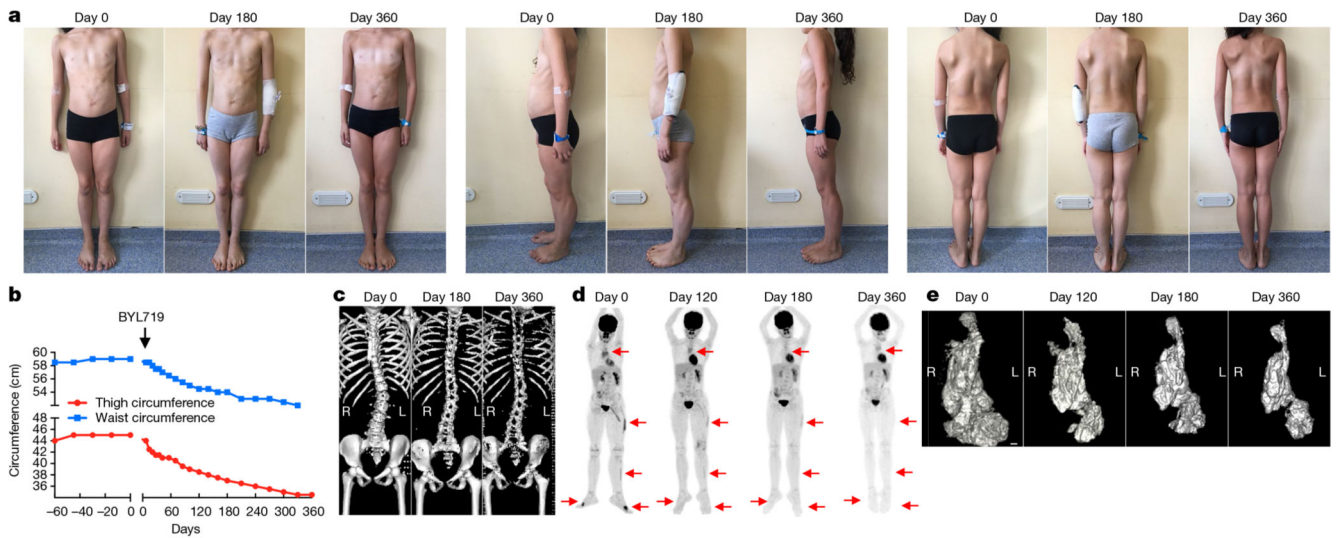 a
Day 0 Day 180 Day 360 Day 0 Day 180 Day 360 Day 0 Day 180 Day 360
b
BYL719
Circumference (cm)
60
58
56
54
48
46
44
42
40
38
36
Thigh circumference
Waist circumference
−60 −40 −20 0 0 60 120 180 240 300 360
Days
c
Day 0 Day 180 Day 360
R L R L R L
d
Day 0 Day 120 Day 180 Day 360
e
Day 0 Day 120 Day 180 Day 360
R L R L R L R L